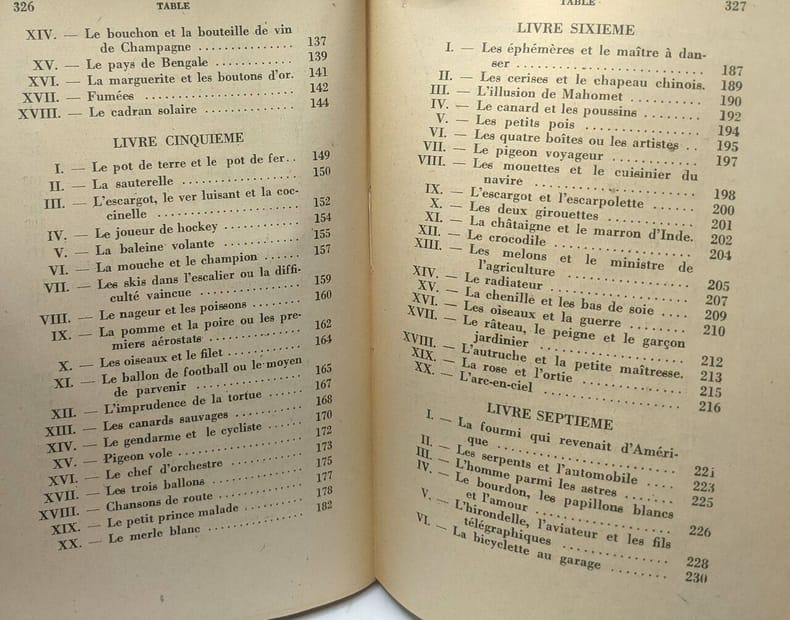 326 TABLE
XIV. — Le bouchon et la bouteille de vin
de Champagne .............. 137
XV. — Le pays de Bengale ............ 139
XVI. — La marguerite et les boutons d'or. 141
XVII. — Fumées ...................... 142
XVIII. — Le cadran solaire ............. 144
LIVRE CINQUIEME
I. — Le pot de terre et le pot de fer.. 149
II. — La sauterelle ................ 150
III. — L'escargot, le ver luisant et la coc-
cinelle .................... 152
IV. — Le joueur de hockey ........... 154
V. — La baleine volante ............ 155
VI. — La mouche et le champion ...... 157
VII. — Les skis dans l'escalier ou la diffi-
culté vaincue .............. 159
VIII. — Le nageur et les poissons ....... 160
IX. — La pomme et la poire ou les pre-
miers aérostats .............. 162
X. — Les oiseaux et le filet .......... 164
XI. — Le ballon de football ou le moyen
de parvenir ................ 165
XII. — L'imprudence de la tortue ...... 167
XIII. — Les canards sauvages .......... 168
XIV. — Le gendarme et le cycliste ...... 170
XV. — Pigeon vole .................. 172
XVI. — Le chef d'orchestre ........... 173
XVII. — Les trois ballons ............. 175
XVIII. — Chansons de route ............ 177
XIX. — Le petit prince malade ........ 178
XX. — Le merle blanc .............. 182
TABLE 327
LIVRE SIXIEME
I. — Les éphémères et le maître à dan-
ser ........................ 187
II. — Les cerises et le chapeau chinois. 189
III. — L'illusion de Mahomet .......... 190
IV. — Le canard et les poussins ....... 192
V. — Les petits pois ............... 194
VI. — Les quatre boîtes ou les artistes .. 195
VII. — Le pigeon voyageur ........... 197
VIII. — Les mouettes et le cuisinier du
navire .................... 198
IX. — L'escargot et l'escarpolette ...... 200
X. — Les deux girouettes ........... 201
XI. — La châtaigne et le marron d'Inde. 202
XII. — Le crocodile ................ 204
XIII. — Les melons et le ministre de
l'agriculture ................ 205
XIV. — Le radiateur ................ 207
XV. — La chenille et les bas de soie .... 209
XVI. — Les oiseaux et la guerre ........ 210
XVII. — Le râteau, le peigne et le garçon
jardinier .................. 212
XVIII. — L'autruche et la petite maîtresse. 213
XIX. — La rose et l'ortie ............. 215
XX. — L'arc-en-ciel ................ 216
LIVRE SEPTIEME
I. — La fourmi qui revenait d'Améri-
que ...................... 221
II. — Les serpents et l'automobile .... 223
III. — L'homme parmi les astres ...... 225
IV. — Le bourdon, les papillons blancs
et l'amour ................ 226
V. — L'hirondelle, l'aviateur et les fils
télégraphiques .............. 228
VI. — La bicyclette au garage ........ 230